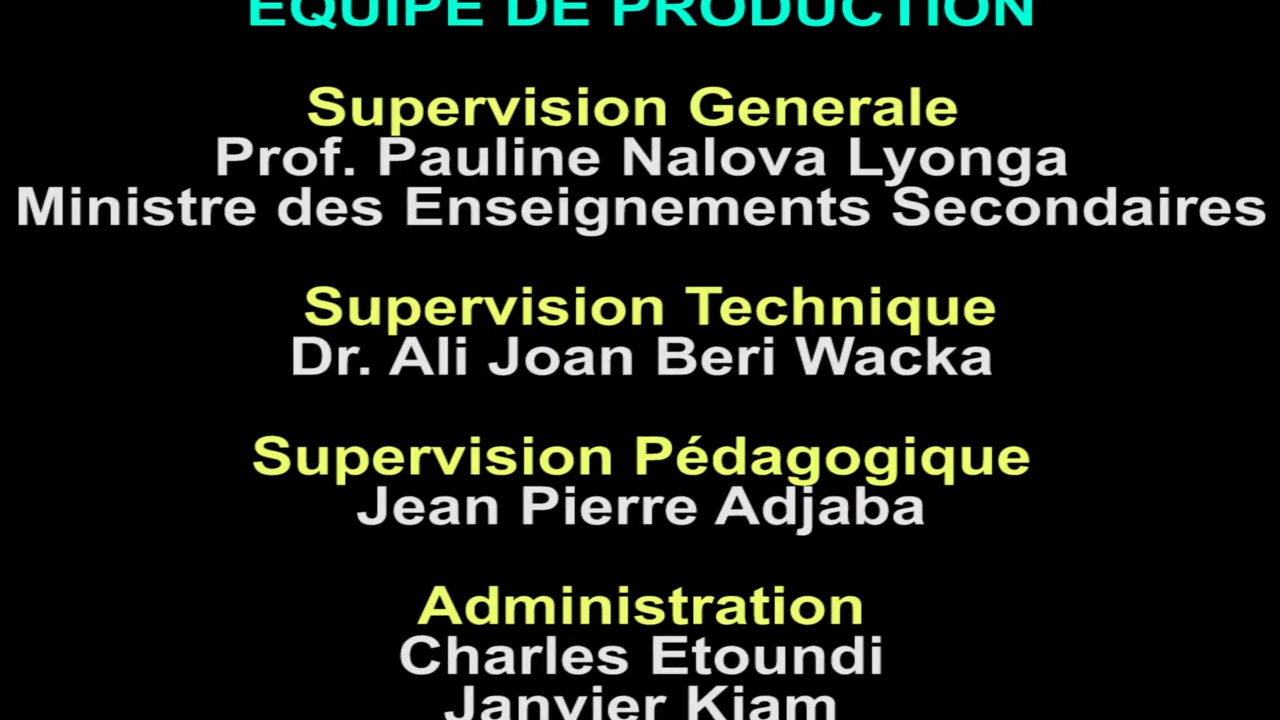 EQUIPE DE PRODUCTION
Supervision Generale
Prof. Pauline Nalova Lyonga
Ministre des Enseignements Secondaires
Supervision Technique
Dr. Ali Joan Beri Wacka
Supervision Pédagogique
Jean Pierre Adjaba
Administration
Charles Etoundi
Janvier Kiam